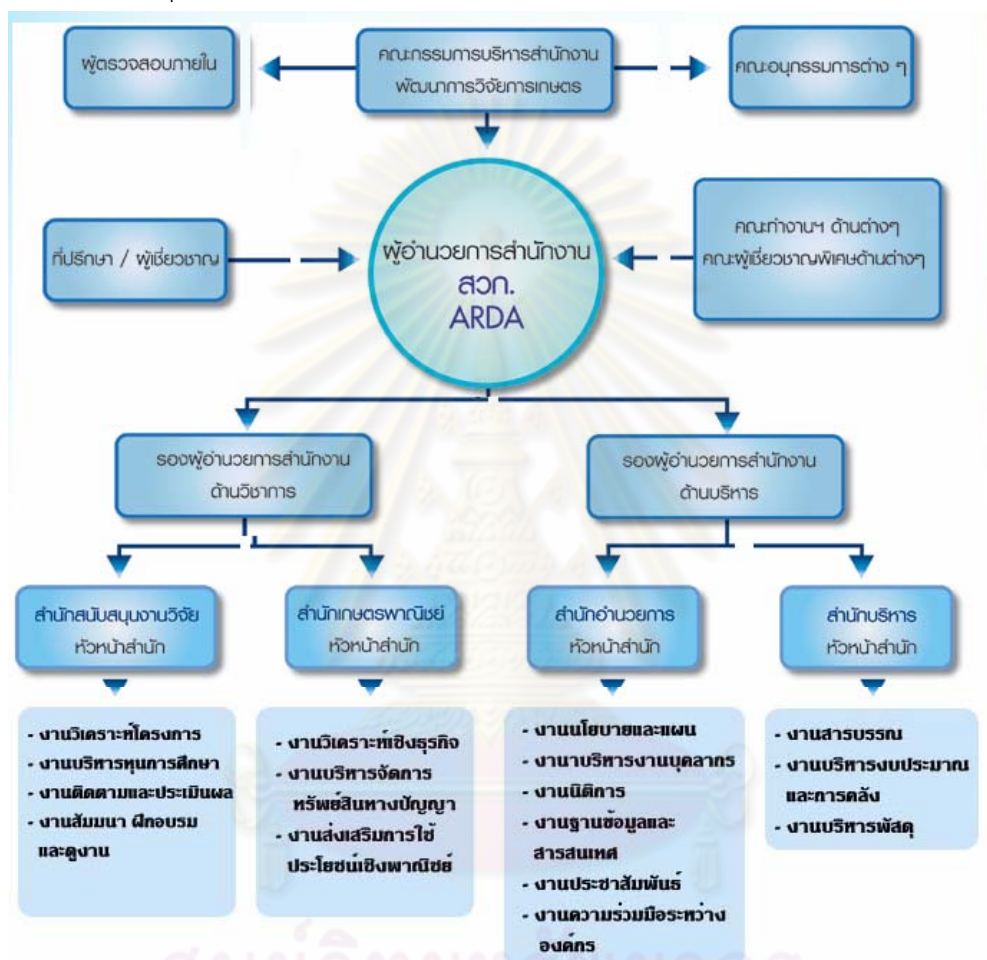 ผู้ตรวจสอบภายใน
คณะกรรมการบริหารสำนักงาน
พัฒนาการวิจัยการเกษตร
คณะอนุกรรมการต่าง ๆ
ที่ปรึกษา / ผู้เชี่ยวชาญ
ผู้อำนวยการสำนักงาน
สวก.
ARDA
คณะทำงานฯ ด้านต่างๆ
คณะผู้เชี่ยวชาญพิเศษด้านต่างๆ
รองผู้อำนวยการสำนักงาน
ด้านวิชาการ
รองผู้อำนวยการสำนักงาน
ด้านบริหาร
สำนักสนับสนุนงานวิจัย
หัวหน้าสำนัก
สำนักเกษตรพาณิชย์
หัวหน้าสำนัก
สำนักอำนวยการ
หัวหน้าสำนัก
สำนักบริหาร
หัวหน้าสำนัก
- งานวิเคราะห์โครงการ
- งานบริหารทุนการศึกษา
- งานติดตามและประเมินผล
- งานสัมมนา ฝึกอบรม
และดูงาน
- งานวิเคราะห์เชิงธุรกิจ
- งานบริหารจัดการ
ทรัพย์สินทางปัญญา
- งานส่งเสริมการใช้
ประโยชน์เชิงพาณิชย์
- งานนโยบายและแผน
- งานาบริหารงานบุคลากร
- งานนิติการ
- งานฐานข้อมูลและ
สารสนเทศ
- งานประชาสัมพันธ์
- งานความร่วมมือระหว่าง
องค์กร
- งานสารบรรณ
- งานบริหารงบประมาณ
และการคลัง
- งานบริหารพัสดุ